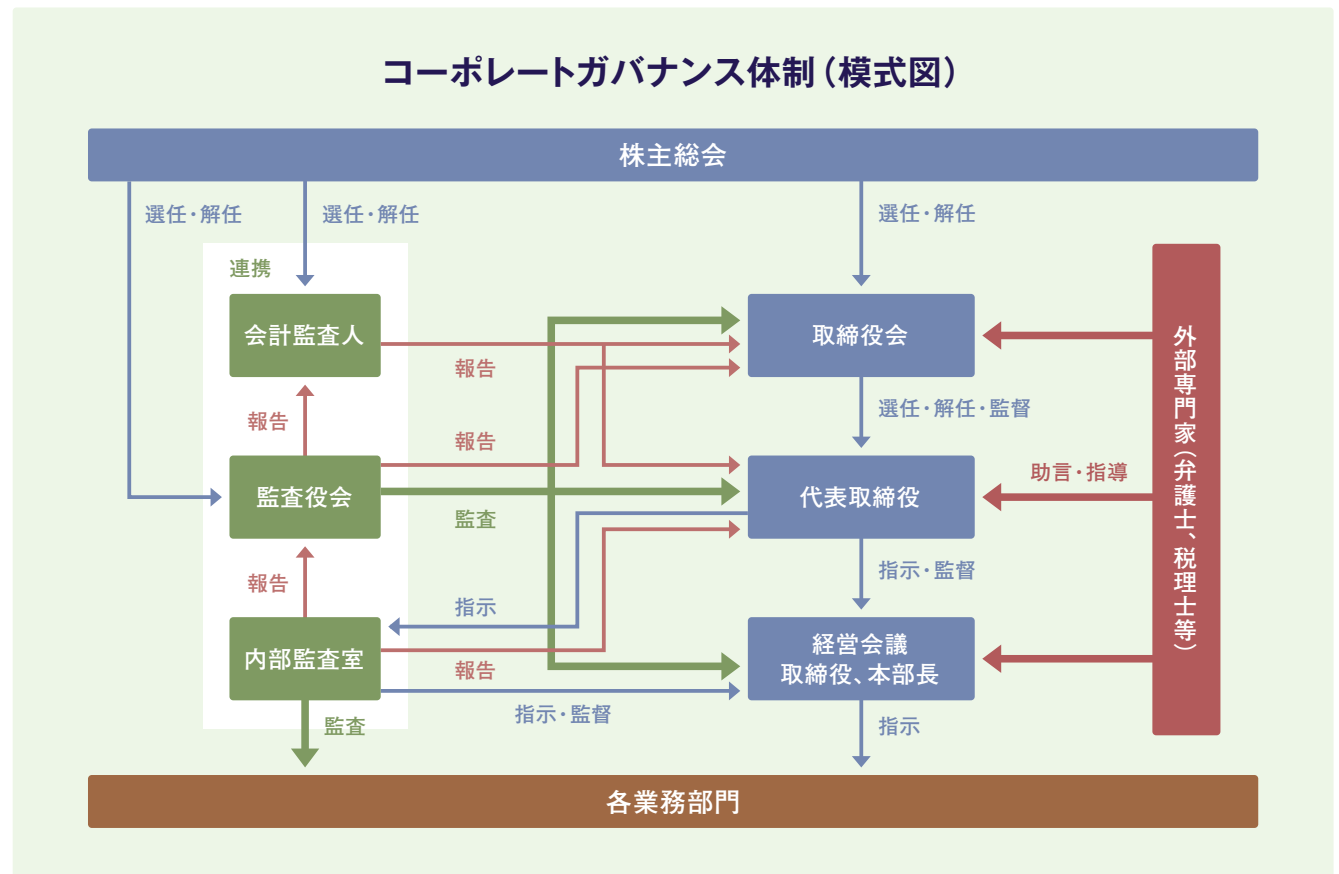 コーポレートガバナンス体制（模式図）
株主総会
選任・解任
選任・解任
選任・解任
連携
会計監査人
取締役会
報告
選任・解任・監督
報告
報告
監査役会
代表取締役
助言・指導
監査
外部専門家（弁護士、税理士等）
報告
指示・監督
指示
内部監査室
経営会議
取締役、本部長
報告
指示・監督
監査
指示
各業務部門